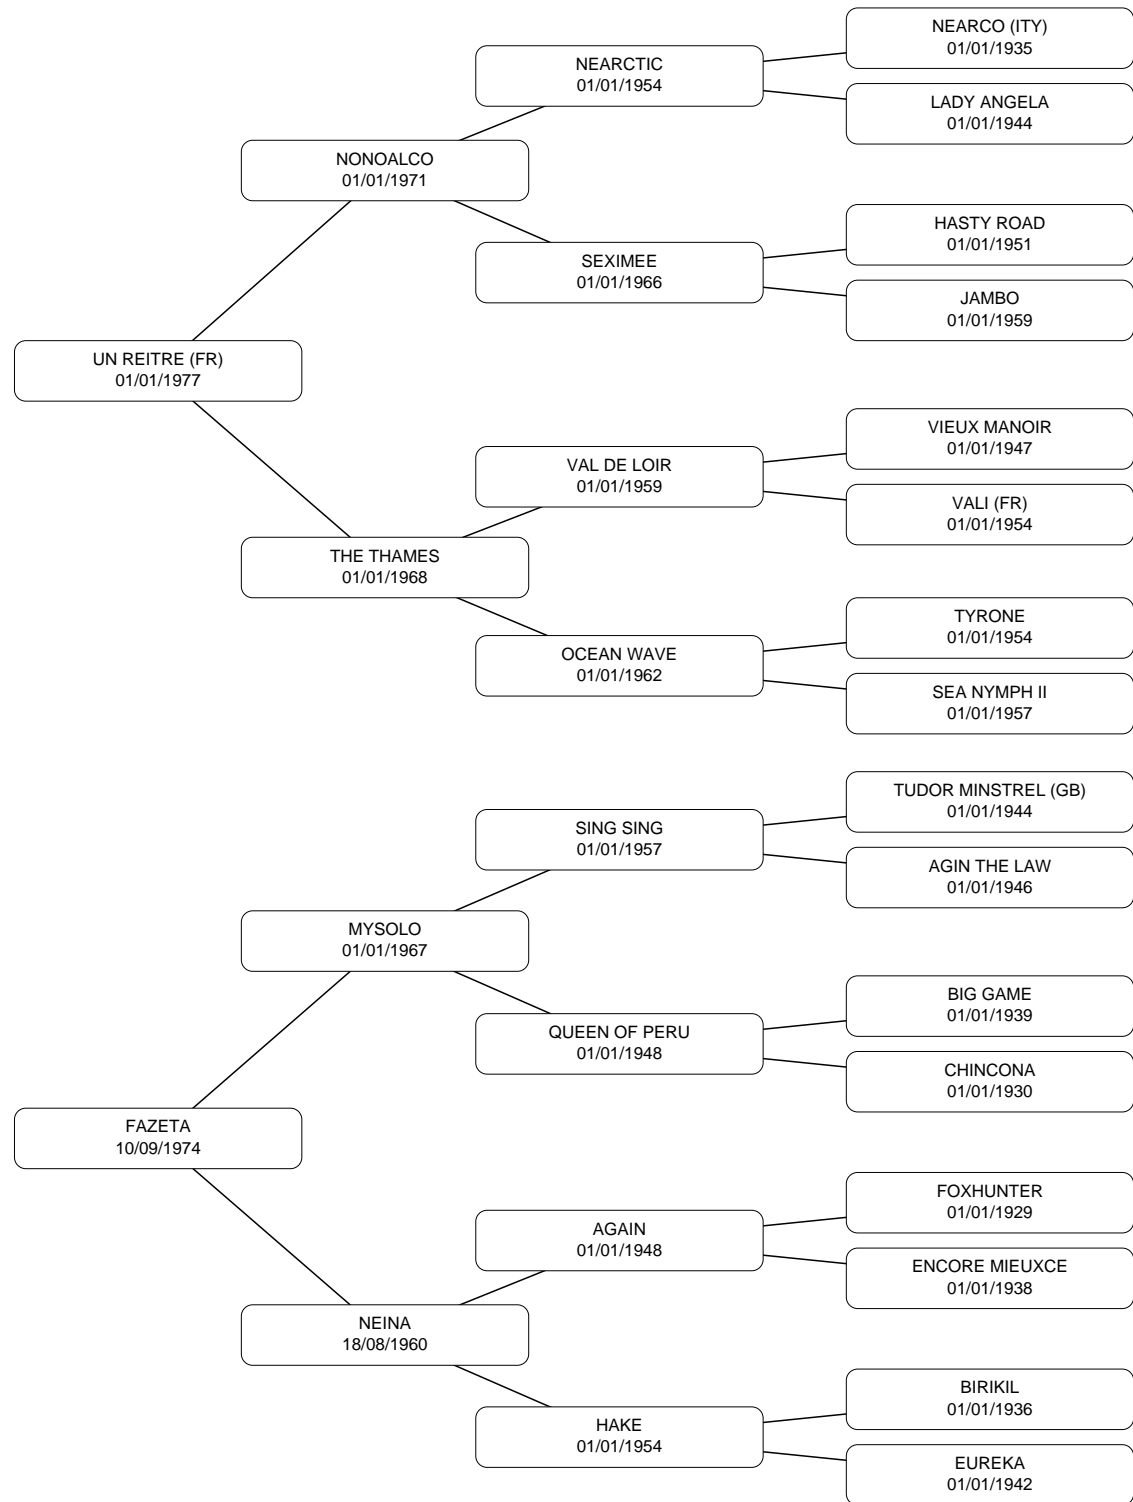 NEARCO (ITY)
01/01/1935
NEARCTIC
01/01/1954
LADY ANGELA
01/01/1944
NONOALCO
01/01/1971
HASTY ROAD
01/01/1951
SEXIMEE
01/01/1966
JAMBO
01/01/1959
UN REITRE (FR)
01/01/1977
VIEUX MANOIR
01/01/1947
VAL DE LOIR
01/01/1959
VALI (FR)
01/01/1954
THE THAMES
01/01/1968
TYRONE
01/01/1954
OCEAN WAVE
01/01/1962
SEA NYMPH II
01/01/1957
TUDOR MINSTREL (GB)
01/01/1944
SING SING
01/01/1957
AGIN THE LAW
01/01/1946
MYSOLO
01/01/1967
BIG GAME
01/01/1939
QUEEN OF PERU
01/01/1948
CHINCONA
01/01/1930
FAZETA
10/09/1974
FOXHUNTER
01/01/1929
AGAIN
01/01/1948
ENCORE MIEUXCE
01/01/1938
NEINA
18/08/1960
BIRIKIL
01/01/1936
HAKE
01/01/1954
EUREKA
01/01/1942